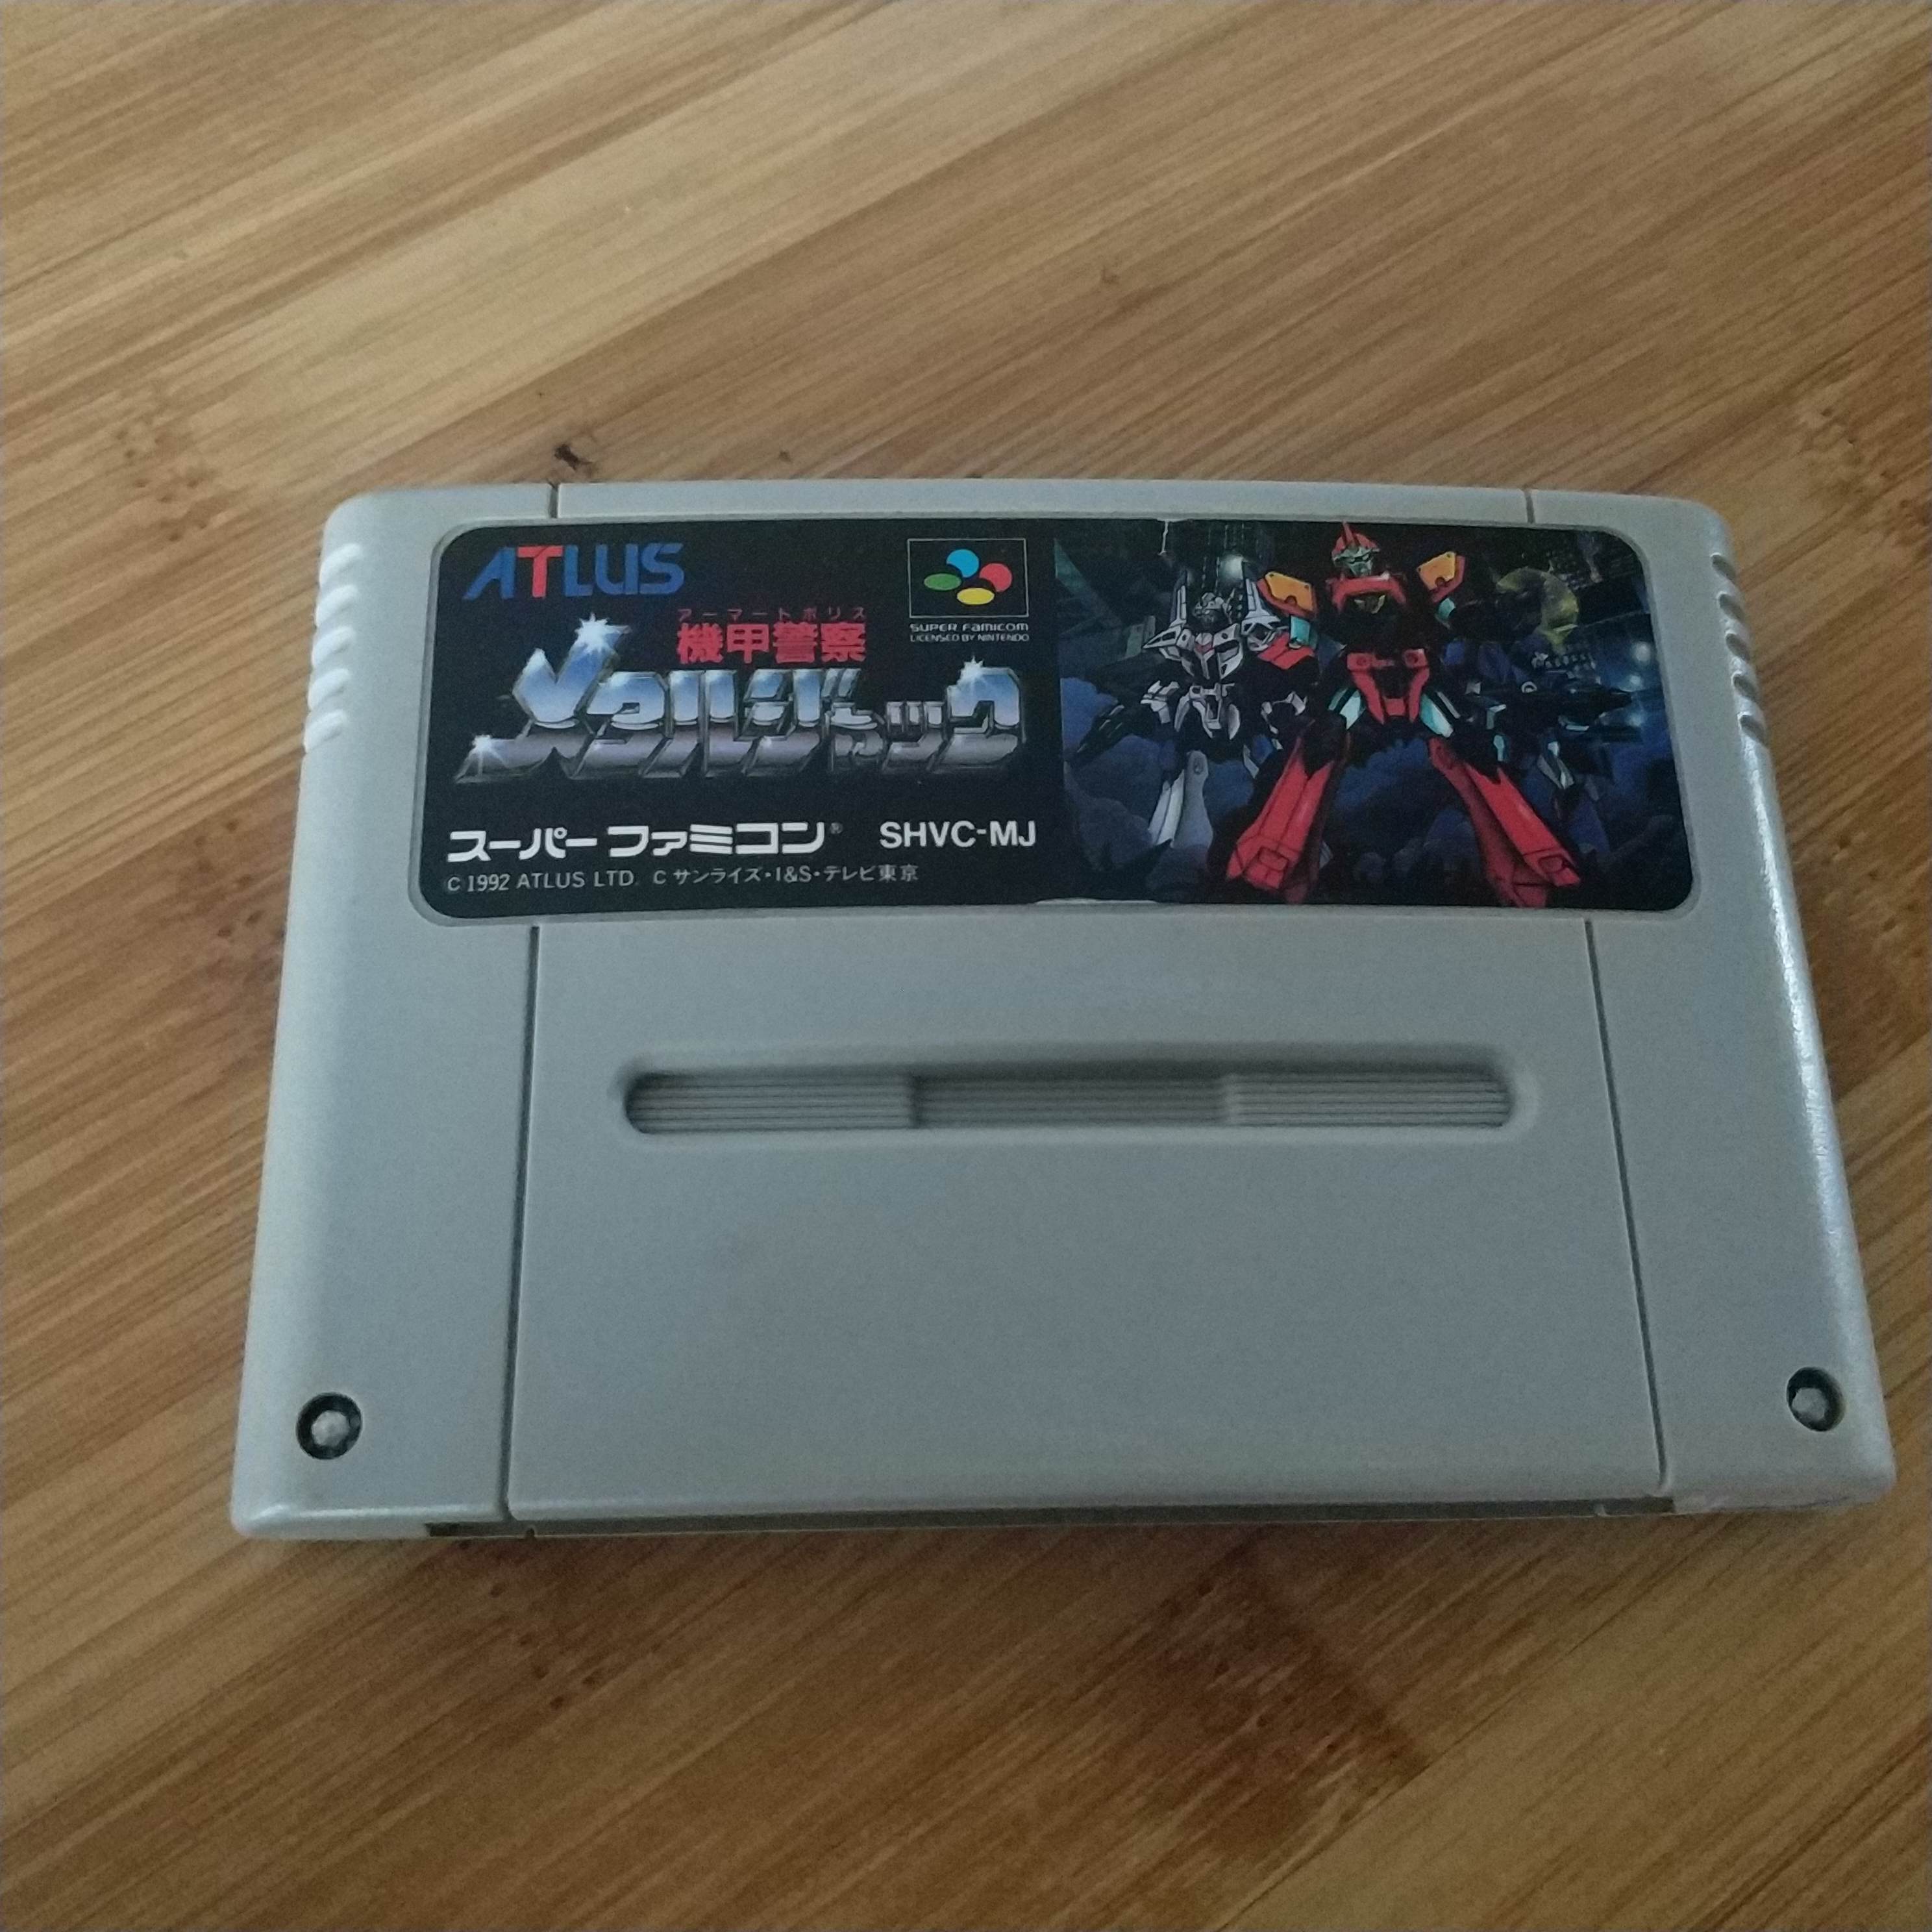 ATLUS
アーマートポリス
機甲警察
メタルジャック
SUPER FAMICOM
LICENSED BY NINTENDO
スーパーファミコン® SHVC-MJ
C 1992 ATLUS LTD. C サンライズ・I&S・テレビ東京